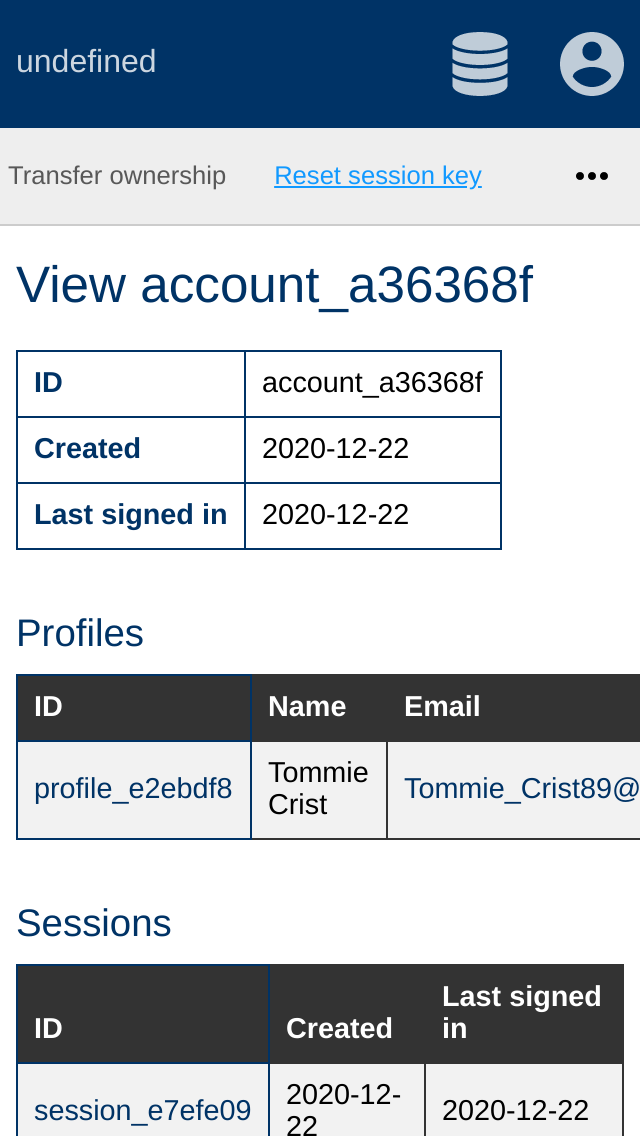 undefined
Transfer ownership Reset session key •••
View account_a36368f
ID account_a36368f
Created 2020-12-22
Last signed in 2020-12-22
Profiles
ID Name Email
profile_e2ebdf8 Tommie Crist Tommie_Crist89@
Sessions
ID Created Last signed in
session_e7efe09 2020-12-22 2020-12-22